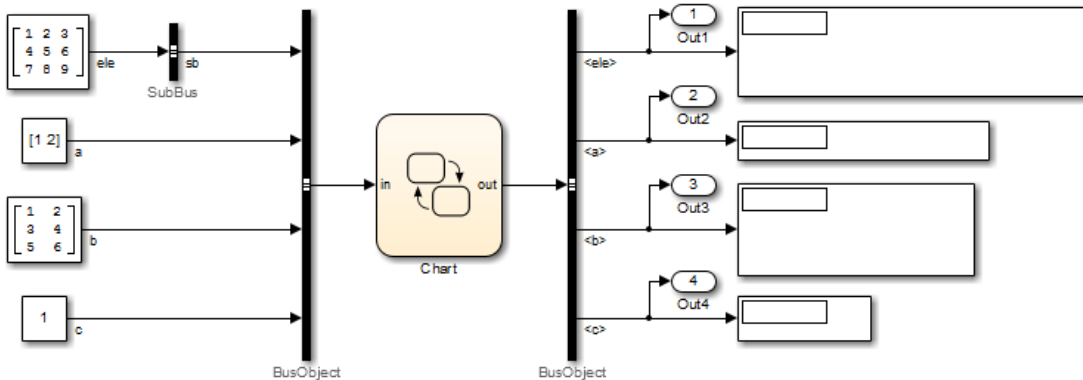 1 2 3
4 5 6
7 8 9
ele
sb
SubBus
[1 2]
a
1 2
3 4
5 6
b
1
c
BusObject
in
out
Chart
BusObject
<ele>
1
Out1
<a>
2
Out2
<b>
3
Out3
<c>
4
Out4